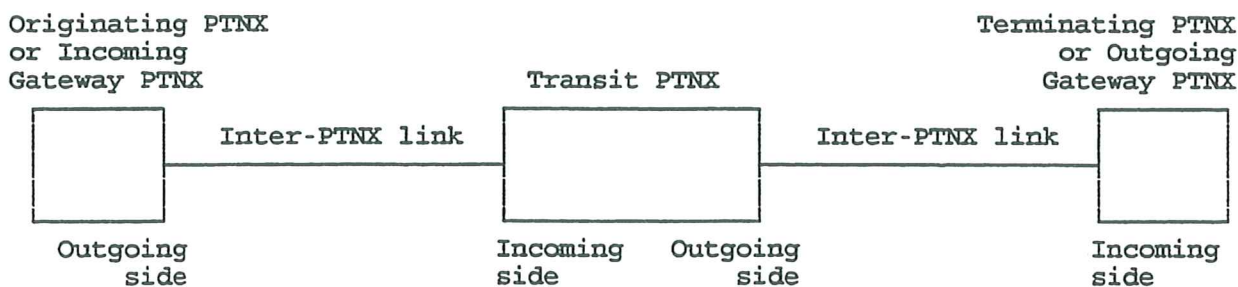 Originating PTNX
or Incoming
Gateway PTNX
Transit PTNX
Terminating PTNX
or Outgoing
Gateway PTNX
Inter-PTNX link
Inter-PTNX link
Outgoing
side
Incoming
side
Outgoing
side
Incoming
side